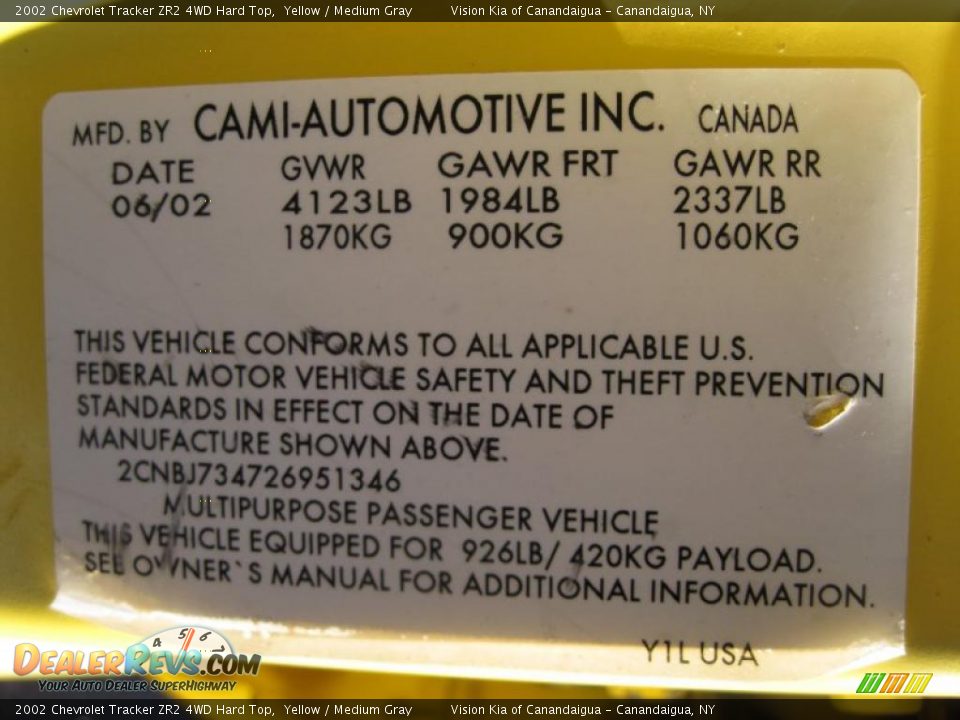 2002 Chevrolet Tracker ZR2 4WD Hard Top, Yellow / Medium Gray Vision Kia of Canandaigua - Canandaigua, NY
MFD. BY CAMI-AUTOMOTIVE INC. CANADA
DATE GVWR GAWR FRT GAWR RR
06/02 4123LB 1984LB 2337LB
1870KG 900KG 1060KG
THIS VEHICLE CONFORMS TO ALL APPLICABLE U.S.
FEDERAL MOTOR VEHICLE SAFETY AND THEFT PREVENTION
STANDARDS IN EFFECT ON THE DATE OF
MANUFACTURE SHOWN ABOVE.
2CNBJ734726951346
MULTIPURPOSE PASSENGER VEHICLE
THIS VEHICLE EQUIPPED FOR 926LB/ 420KG PAYLOAD.
SEE OWNER`S MANUAL FOR ADDITIONAL INFORMATION.
Y1L USA
4 5 6 7
DEALERREVS.COM
YOUR AUTO DEALER SUPERHIGHWAY
2002 Chevrolet Tracker ZR2 4WD Hard Top, Yellow / Medium Gray Vision Kia of Canandaigua - Canandaigua, NY